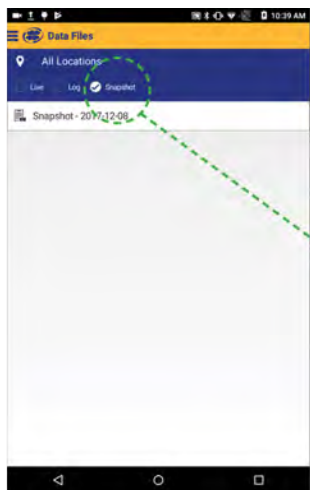 10:39 AM
Data Files
All Locations
Live Log Snapshot
Snapshot - 2017-12-08